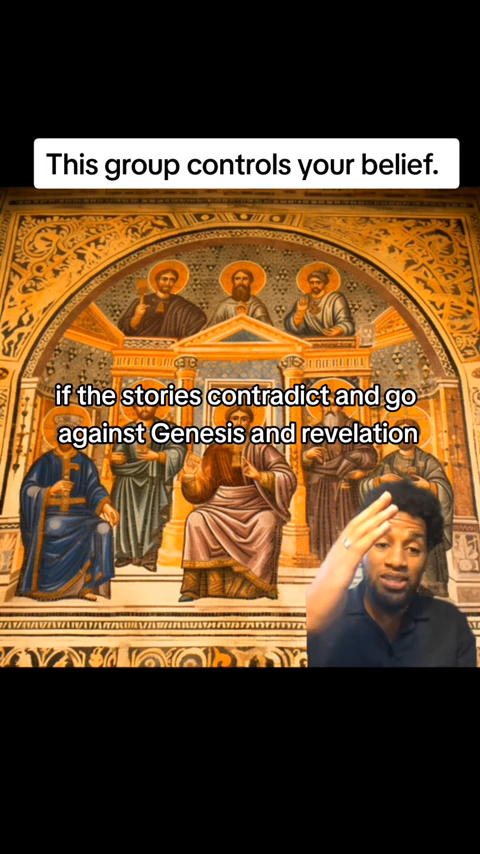 This group controls your belief.
if the stories contradict and go
against Genesis and revelation